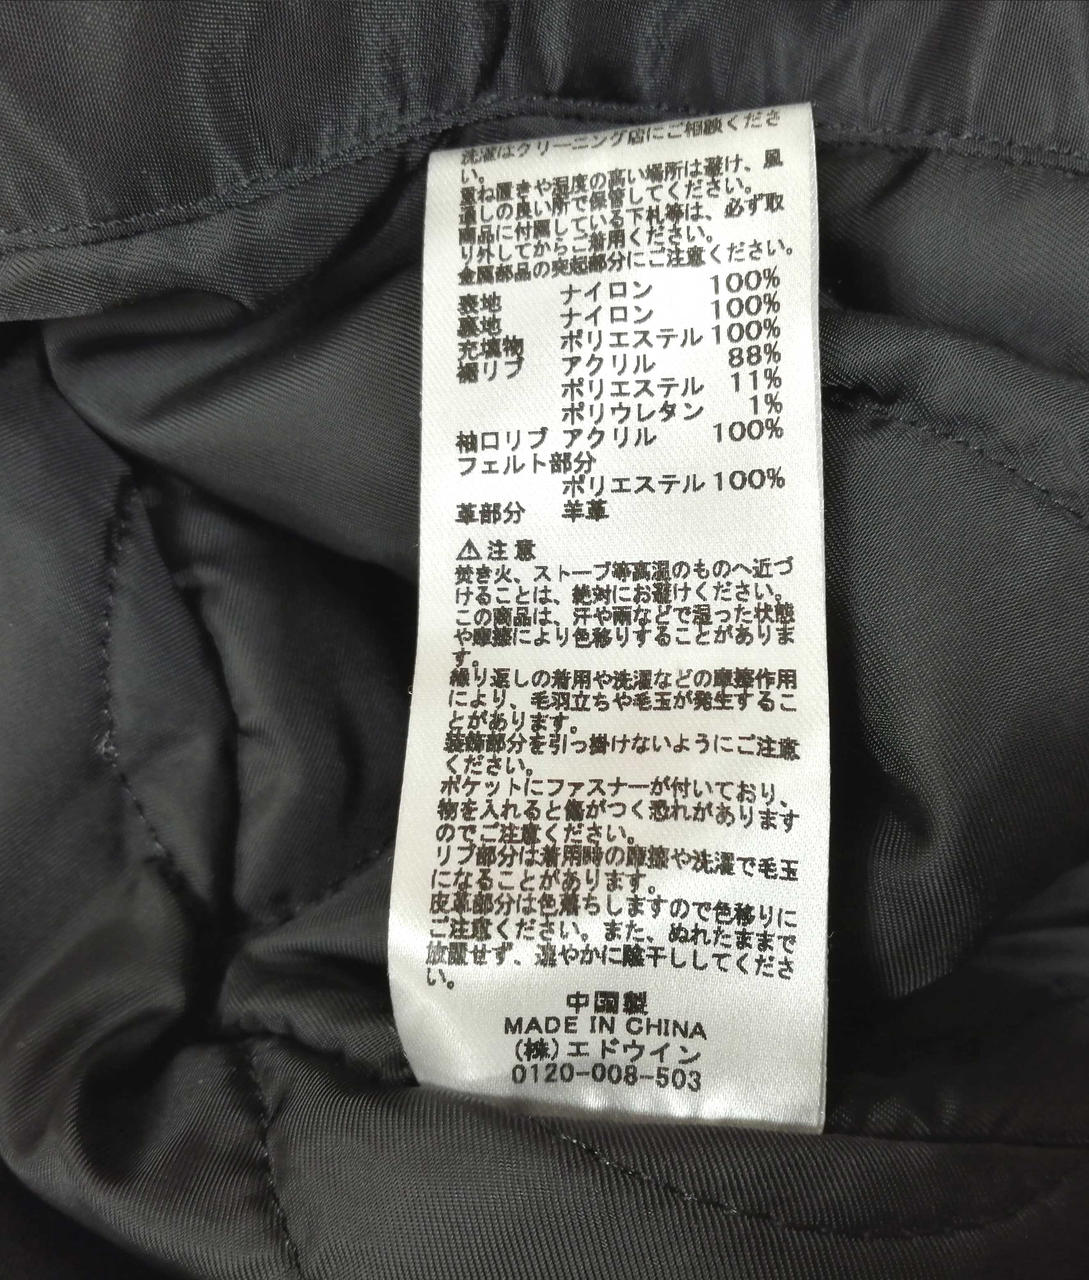 洗濯はクリーニング店にご相談くださ
い。
重ね置きや湿度の高い場所は避け、風
通しの良い所で保管してください。
商品に付属している下札等は、必ず取
り外してからご着用ください。
金属部品の突起部分にご注意ください。
表地 ナイロン 100%
裏地 ナイロン 100%
充填物 ポリエステル 100%
裾リブ アクリル 88%
ポリエステル 11%
ポリウレタン 1%
袖口リブ アクリル 100%
フェルト部分
ポリエステル 100%
革部分 羊革
⚠注意
焚き火、ストーブ等高温のものへ近づ
けることは、絶対にお避けください。
この商品は、汗や雨などで湿った状態
や摩擦により色移りすることがありま
す。
繰り返しの着用や洗濯などの摩擦作用
により、毛羽立ちや毛玉が発生するこ
とがあります。
装飾部分を引っ掛けないようにご注意
ください。
ポケットにファスナーが付いており、
物を入れると傷がつく恐れがあります
のでご注意ください。
リブ部分は着用時の摩擦や洗濯で毛玉
になることがあります。
皮革部分は色落ちしますので色移りに
ご注意ください。また、ぬれたままで
放置せず、速やかに陰干ししてくださ
い。
中国製
MADE IN CHINA
(株)エドウイン
0120-008-503